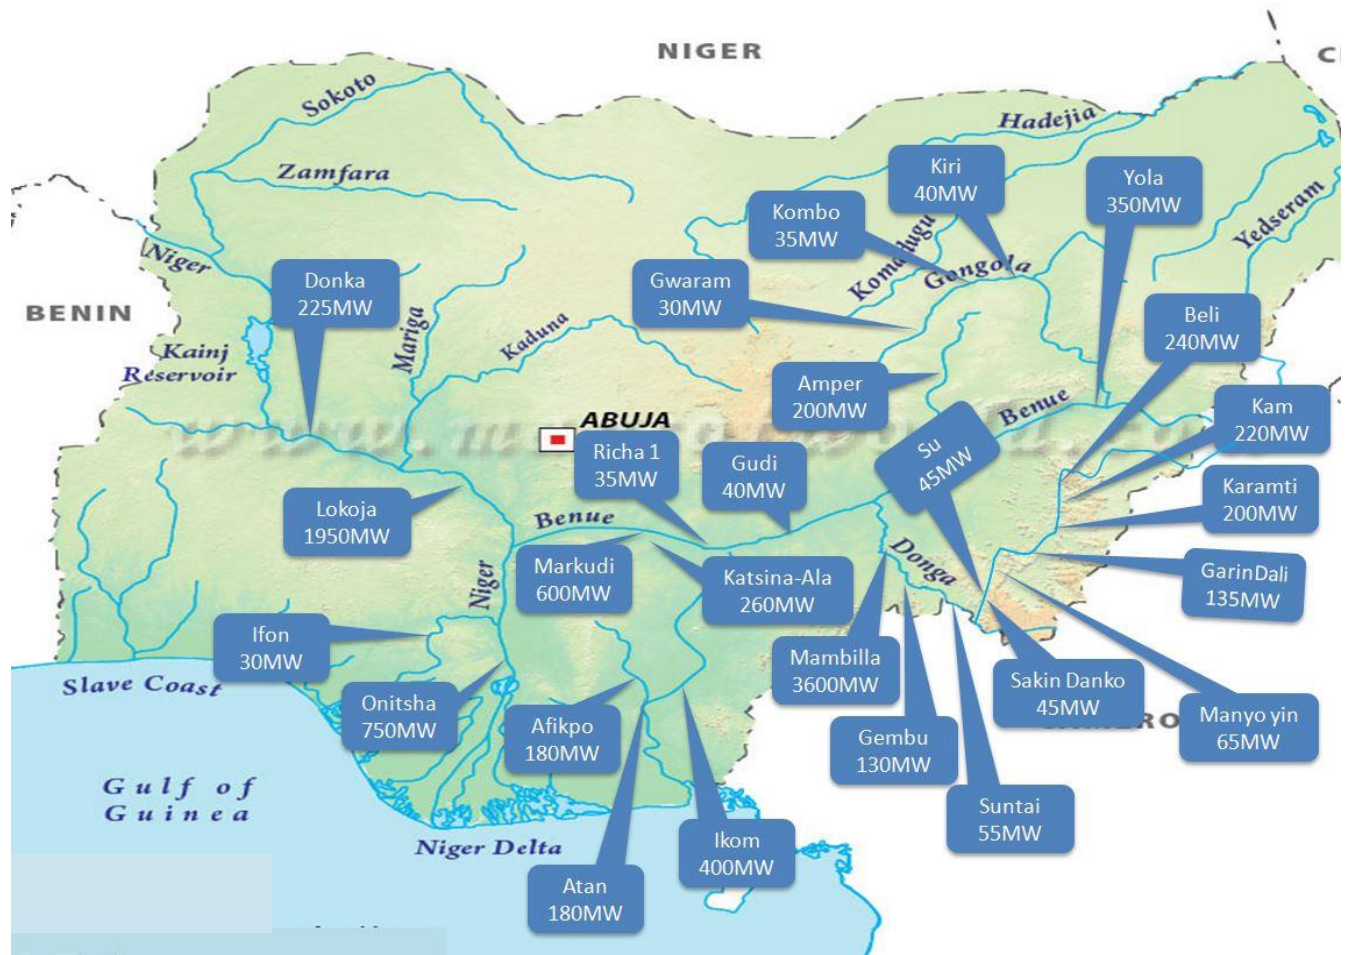 NIGER
C
Sokoto
Hadejia
Zamfara
Kiri
40MW
Yola
350MW
Kombo
35MW
Yedseram
Niger
Komadugu
Gongola
Donka
225MW
Gwaram
30MW
BENIN
Mariga
Kaduna
Beli
240MW
Kainj
Reservoir
Amper
200MW
ABUJA
Benue
Kam
220MW
Su
45MW
Richa 1
35MW
Gudi
40MW
Karamti
200MW
Lokoja
1950MW
Benue
Donga
Markudi
600MW
Katsina-Ala
260MW
GarinDali
135MW
Niger
Ifon
30MW
Mambilla
3600MW
Sakin Danko
45MW
Slave Coast
Onitsha
750MW
Afikpo
180MW
Manyo yin
65MW
RO
Gembu
130MW
Gulf of
Guinea
Suntai
55MW
Niger Delta
Ikom
400MW
Atan
180MW